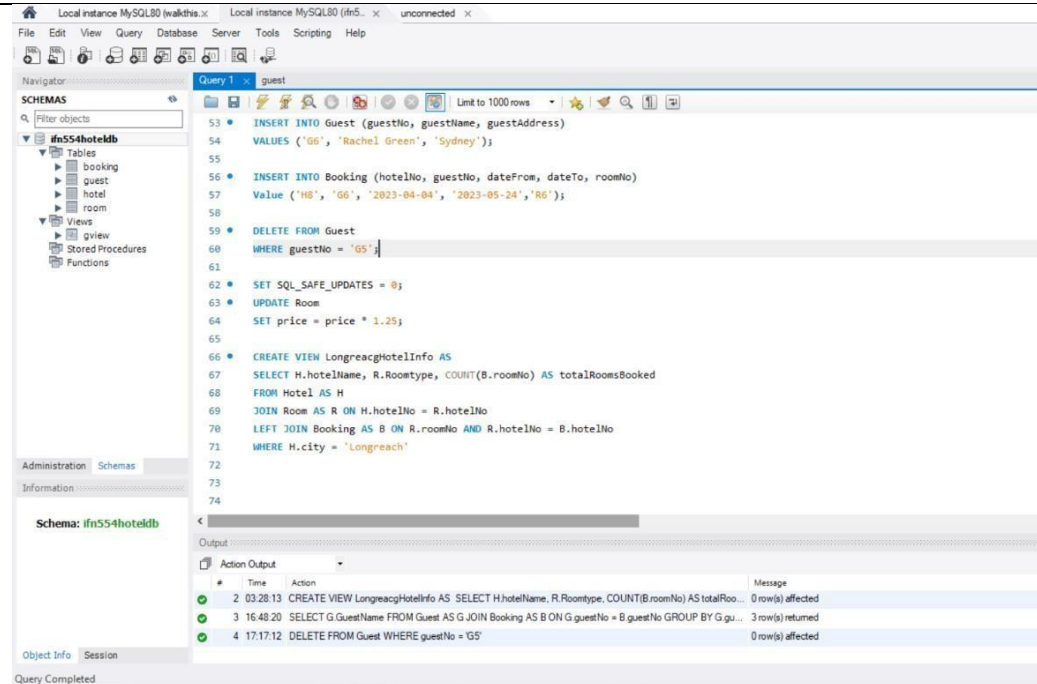 Local instance MySQL80 (walkthis.x Local instance MySQL80 (ifn5... x unconnected x
File Edit View Query Database Server Tools Scripting Help
Navigator
Query 1 x guest
SCHEMAS
Limit to 1000 rows
Filter objects
ifn554hoteldb
Tables
booking
guest
hotel
room
Views
gview
Stored Procedures
Functions
53 INSERT INTO Guest (guestNo, guestName, guestAddress)
54 VALUES ('G6', 'Rachel Green', 'Sydney');
55
56 INSERT INTO Booking (hotelNo, guestNo, dateFrom, dateTo, roomNo)
57 Value ('H8', 'G6', '2023-04-04', '2023-05-24','R6');
58
59 DELETE FROM Guest
60 WHERE guestNo = 'G5';
61
62 SET SQL_SAFE_UPDATES = 0;
63 UPDATE Room
64 SET price = price * 1.25;
65
66 CREATE VIEW LongreacgHotelInfo AS
67 SELECT H.hotelName, R.Roomtype, COUNT(B.roomNo) AS totalRoomsBooked
68 FROM Hotel AS H
69 JOIN Room AS R ON H.hotelNo = R.hotelNo
70 LEFT JOIN Booking AS B ON R.roomNo AND R.hotelNo = B.hotelNo
71 WHERE H.city = 'Longreach'
72
73
74
Administration Schemas
Information
Schema: ifn554hoteldb
Output
Action Output
# Time Action Message
2 03:28:13 CREATE VIEW LongreacgHotelInfo AS SELECT H.hotelName, R.Roomtype, COUNT(B.roomNo) AS totalRoo... 0 row(s) affected
3 16:48:20 SELECT G.GuestName FROM Guest AS G JOIN Booking AS B ON G.guestNo = B.guestNo GROUP BY G.gu... 3 row(s) returned
4 17:17:12 DELETE FROM Guest WHERE guestNo = 'G5' 0 row(s) affected
Object Info Session
Query Completed